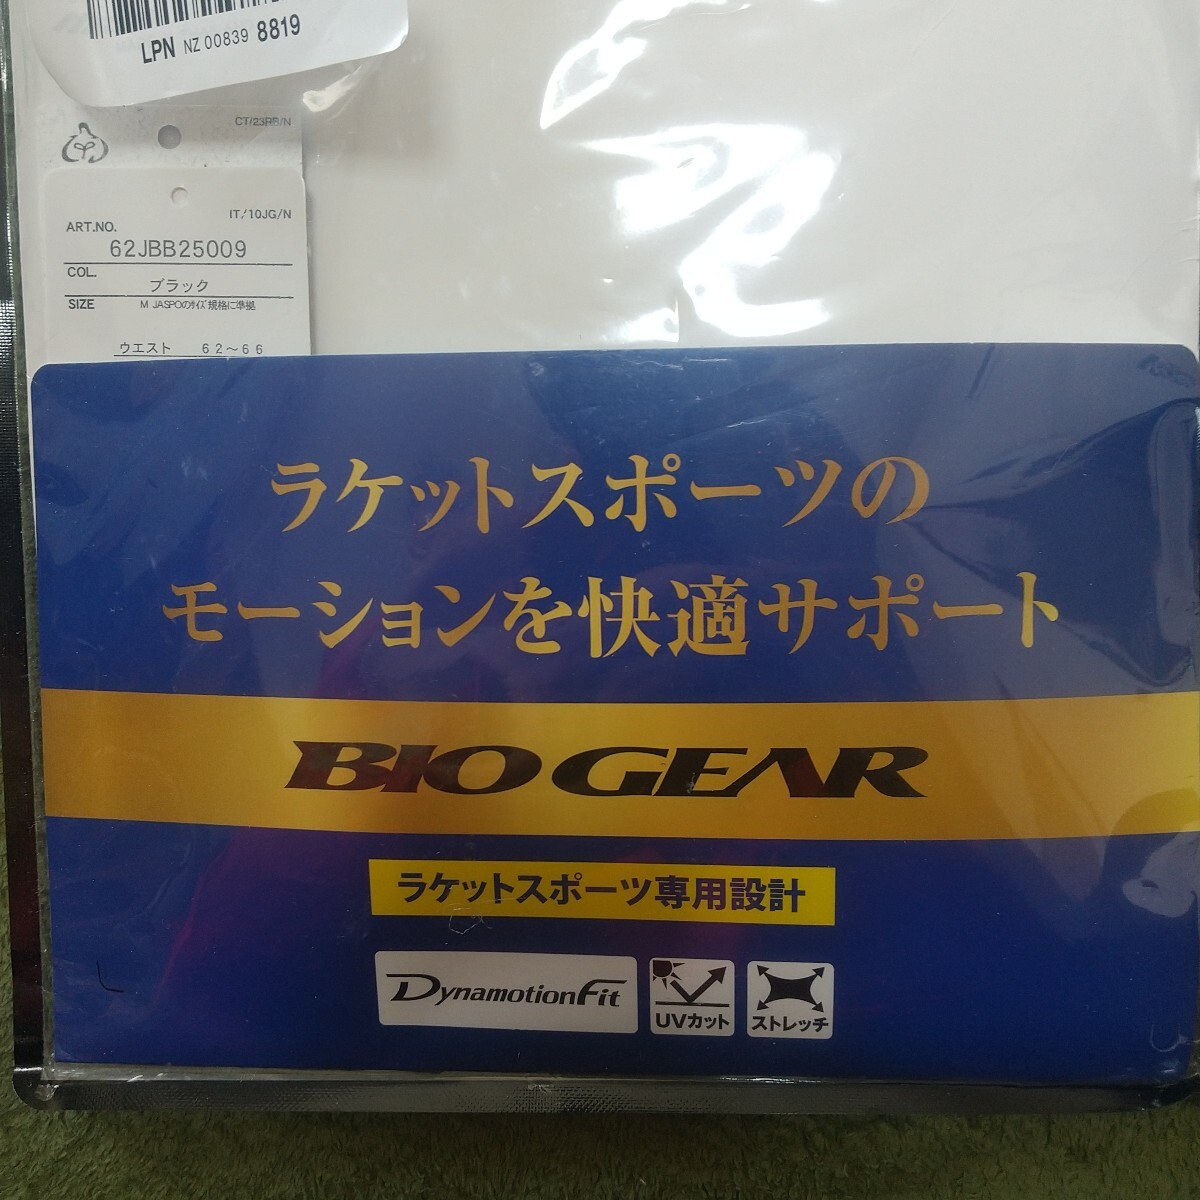 LPN NZ 00839 8819
CT/23RB/N
IT/10JG/N
ART.NO.
62JBB25009
COL.
ブラック
SIZE M JASPOのサイズ規格に準拠
ウエスト 62〜66
ラケットスポーツの
モーションを快適サポート
BIO GEAR
ラケットスポーツ専用設計
DynamotionFit
UVカット
ストレッチ